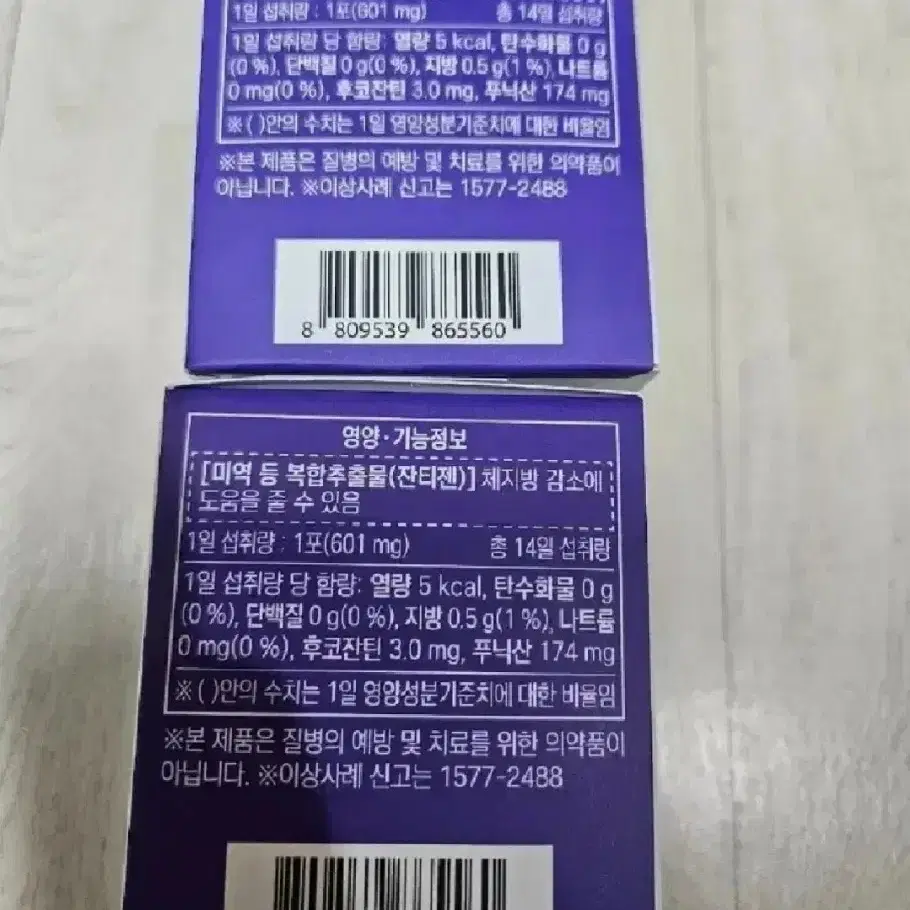 1일 섭취량 : 1포(601 mg) 총 14일 섭취량
1일 섭취량 당 함량: 열량 5 kcal, 탄수화물 0 g
(0 %), 단백질 0 g(0 %), 지방 0.5 g(1 %), 나트륨
0 mg(0 %), 후코잔틴 3.0 mg, 푸닉산 174 mg
※ ( )안의 수치는 1일 영양성분기준치에 대한 비율임
※본 제품은 질병의 예방 및 치료를 위한 의약품이
아닙니다. ※이상사례 신고는 1577-2488
8 809539 865560
영양·기능정보
[미역 등 복합추출물(잔티젠)] 체지방 감소에
도움을 줄 수 있음
1일 섭취량 : 1포(601 mg) 총 14일 섭취량
1일 섭취량 당 함량: 열량 5 kcal, 탄수화물 0 g
(0 %), 단백질 0 g(0 %), 지방 0.5 g(1 %), 나트륨
0 mg(0 %), 후코잔틴 3.0 mg, 푸닉산 174 mg
※ ( )안의 수치는 1일 영양성분기준치에 대한 비율임
※본 제품은 질병의 예방 및 치료를 위한 의약품이
아닙니다. ※이상사례 신고는 1577-2488